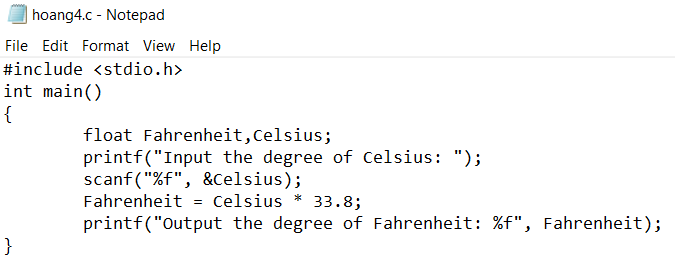 hoang4.c - Notepad
File Edit Format View Help
#include <stdio.h>
int main()
{
        float Fahrenheit,Celsius;
        printf("Input the degree of Celsius: ");
        scanf("%f", &Celsius);
        Fahrenheit = Celsius * 33.8;
        printf("Output the degree of Fahrenheit: %f", Fahrenheit);
}